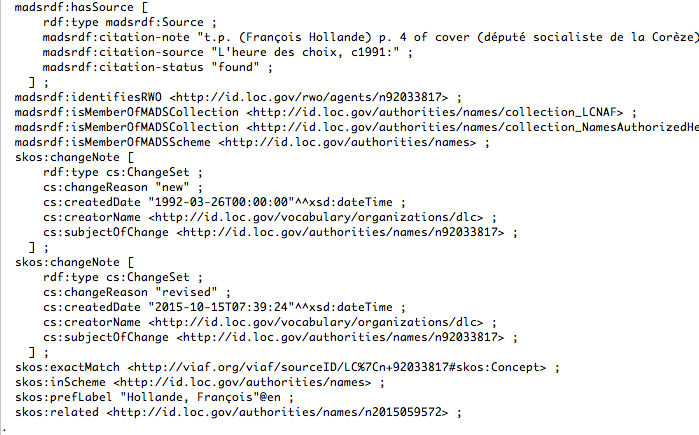 madsrdf:hasSource [
rdf:type madsrdf:Source ;
madsrdf:citation-note "t.p. (François Hollande) p. 4 of cover (député socialiste de la Corèze)
madsrdf:citation-source "L'heure des choix, c1991:" ;
madsrdf:citation-status "found" ;
] ;
madsrdf:identifiesRWO <http://id.loc.gov/rwo/agents/n92033817> ;
madsrdf:isMemberOfMADSCollection <http://id.loc.gov/authorities/names/collection_LCNAF> ;
madsrdf:isMemberOfMADSCollection <http://id.loc.gov/authorities/names/collection_NamesAuthorizedHe
madsrdf:isMemberOfMADSScheme <http://id.loc.gov/authorities/names> ;
skos:changeNote [
rdf:type cs:ChangeSet ;
cs:changeReason "new" ;
cs:createdDate "1992-03-26T00:00:00"^^xsd:dateTime ;
cs:creatorName <http://id.loc.gov/vocabulary/organizations/dlc> ;
cs:subjectOfChange <http://id.loc.gov/authorities/names/n92033817> ;
] ;
skos:changeNote [
rdf:type cs:ChangeSet ;
cs:changeReason "revised" ;
cs:createdDate "2015-10-15T07:39:24"^^xsd:dateTime ;
cs:creatorName <http://id.loc.gov/vocabulary/organizations/dlc> ;
cs:subjectOfChange <http://id.loc.gov/authorities/names/n92033817> ;
] ;
skos:exactMatch <http://viaf.org/viaf/sourceID/LC%7Cn+92033817#skos:Concept> ;
skos:inScheme <http://id.loc.gov/authorities/names> ;
skos:prefLabel "Hollande, François"@en ;
skos:related <http://id.loc.gov/authorities/names/n2015059572> ;
.